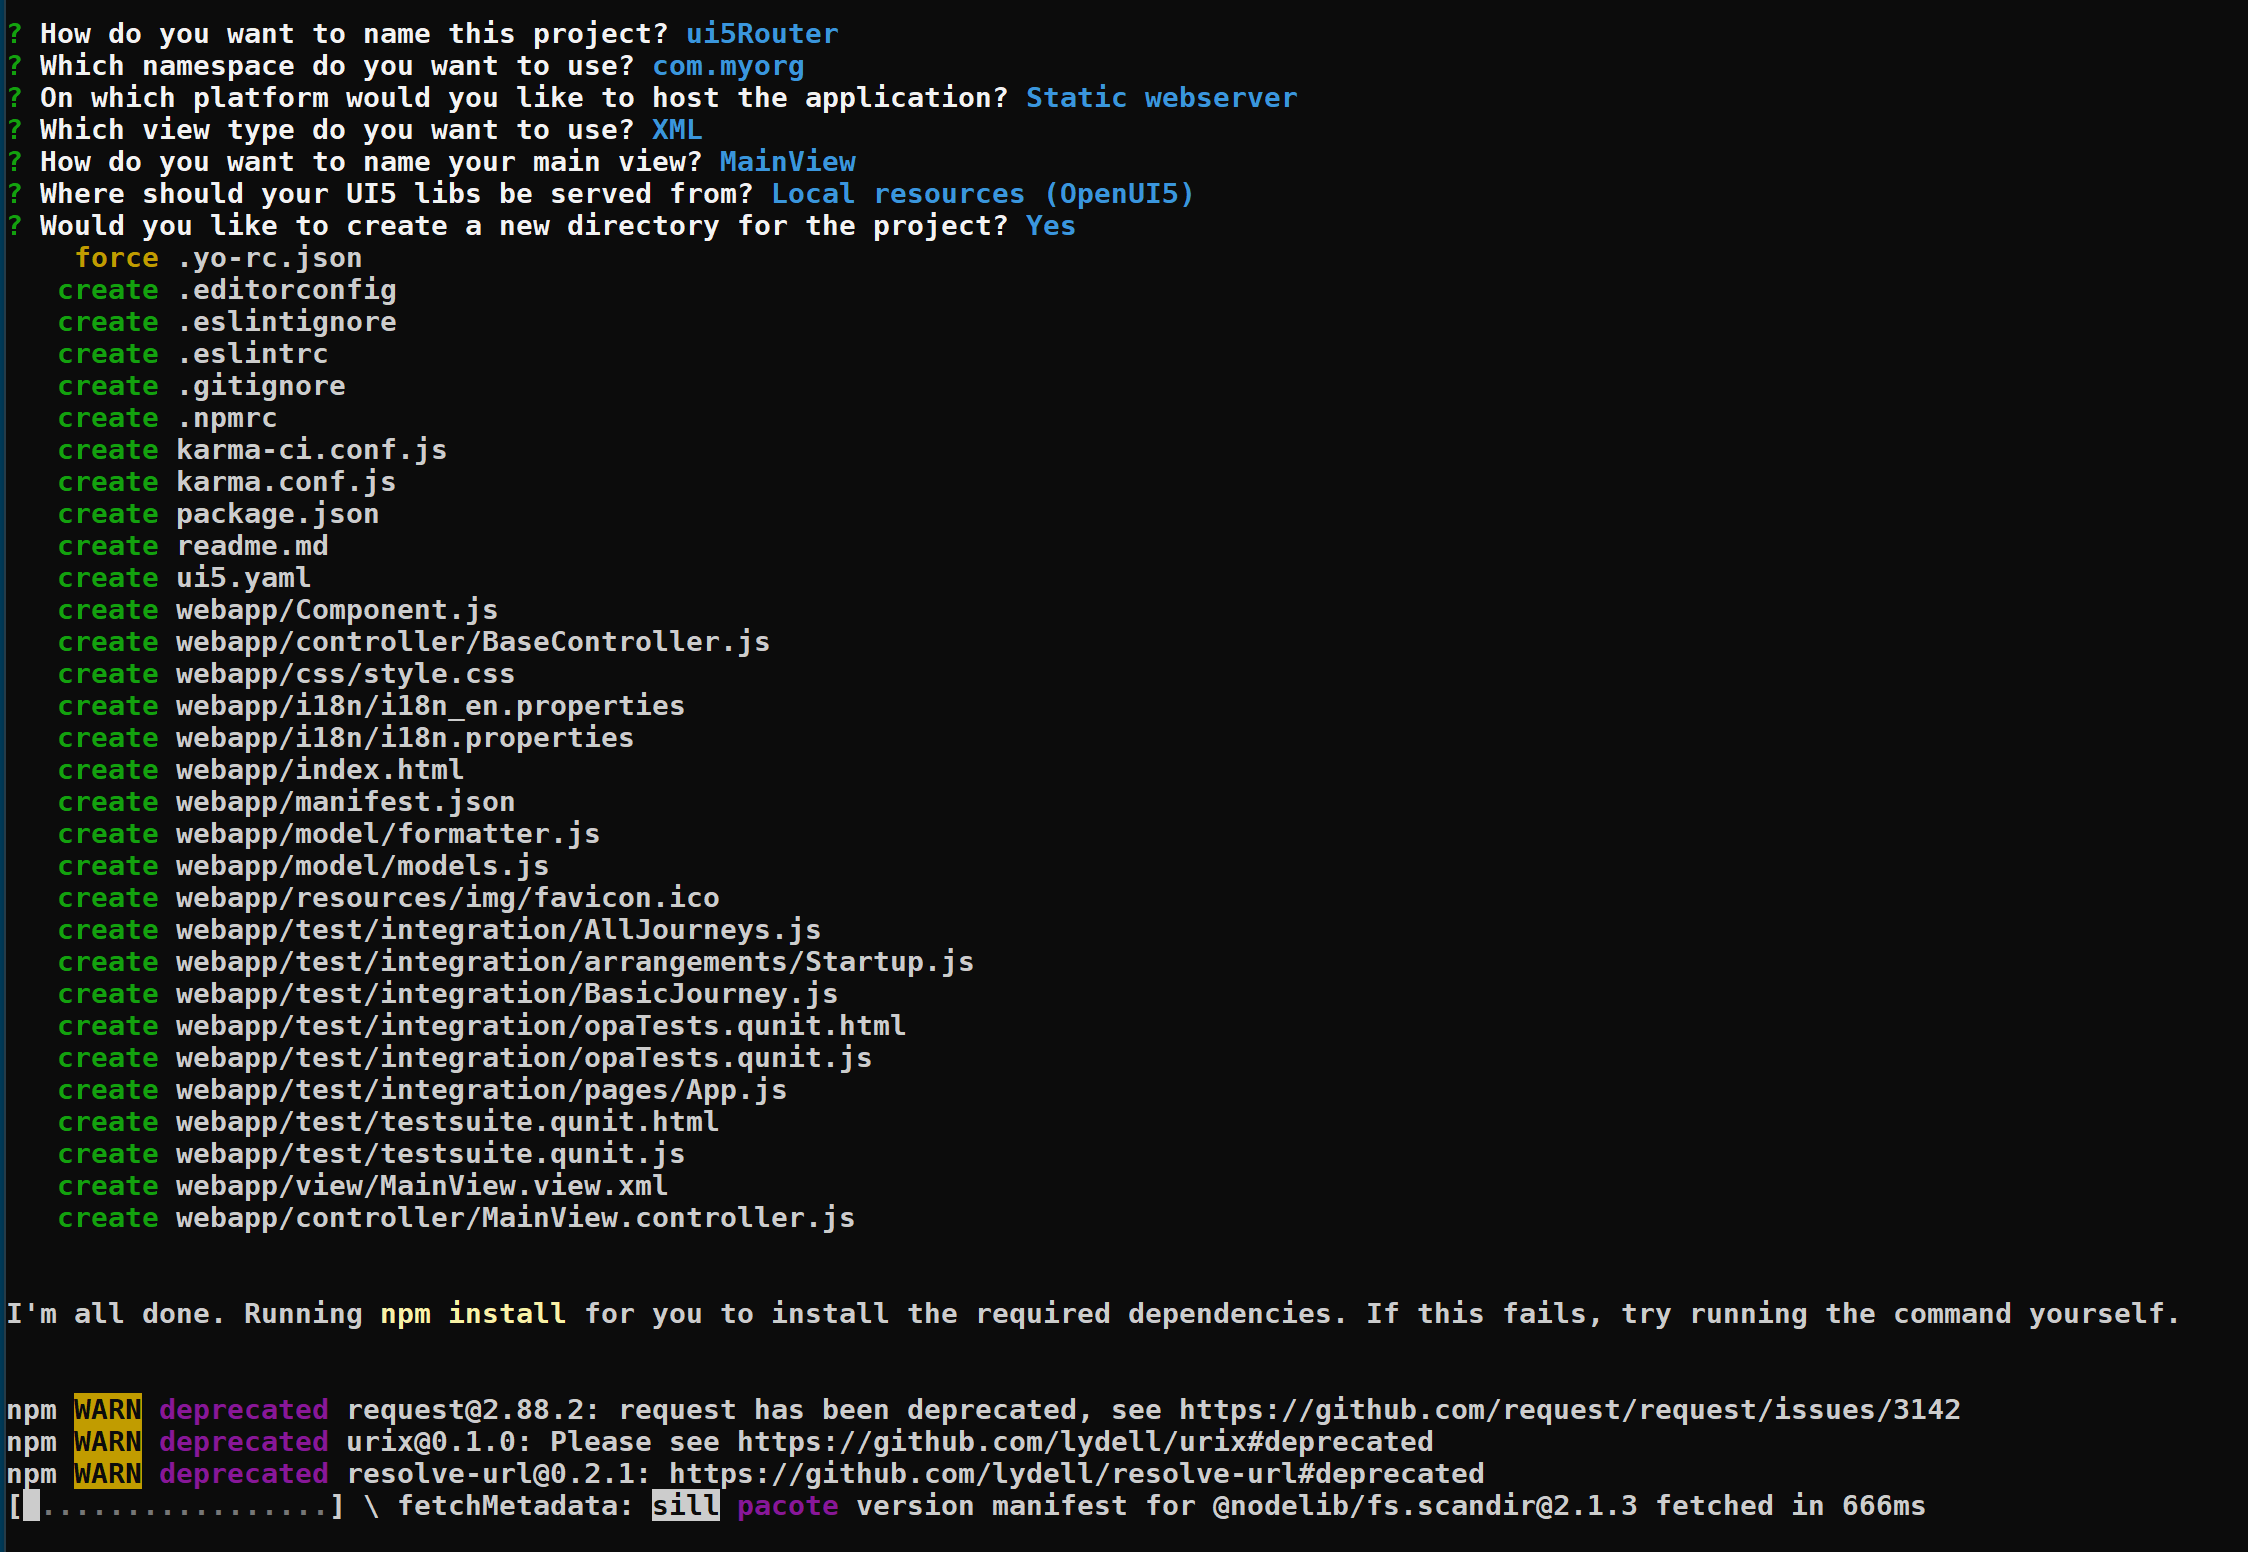 ? How do you want to name this project? ui5Router
? Which namespace do you want to use? com.myorg
? On which platform would you like to host the application? Static webserver
? Which view type do you want to use? XML
? How do you want to name your main view? MainView
? Where should your UI5 libs be served from? Local resources (OpenUI5)
? Would you like to create a new directory for the project? Yes
force .yo-rc.json
create .editorconfig
create .eslintignore
create .eslintrc
create .gitignore
create .npmrc
create karma-ci.conf.js
create karma.conf.js
create package.json
create readme.md
create ui5.yaml
create webapp/Component.js
create webapp/controller/BaseController.js
create webapp/css/style.css
create webapp/i18n/i18n_en.properties
create webapp/i18n/i18n.properties
create webapp/index.html
create webapp/manifest.json
create webapp/model/formatter.js
create webapp/model/models.js
create webapp/resources/img/favicon.ico
create webapp/test/integration/AllJourneys.js
create webapp/test/integration/arrangements/Startup.js
create webapp/test/integration/BasicJourney.js
create webapp/test/integration/opaTests.qunit.html
create webapp/test/integration/opaTests.qunit.js
create webapp/test/integration/pages/App.js
create webapp/test/testsuite.qunit.html
create webapp/test/testsuite.qunit.js
create webapp/view/MainView.view.xml
create webapp/controller/MainView.controller.js
I'm all done. Running npm install for you to install the required dependencies. If this fails, try running the command yourself.
npm WARN deprecated request@2.88.2: request has been deprecated, see https://github.com/request/request/issues/3142
npm WARN deprecated urix@0.1.0: Please see https://github.com/lydell/urix#deprecated
npm WARN deprecated resolve-url@0.2.1: https://github.com/lydell/resolve-url#deprecated
[ .................] \ fetchMetadata: sill pacote version manifest for @nodelib/fs.scandir@2.1.3 fetched in 666ms